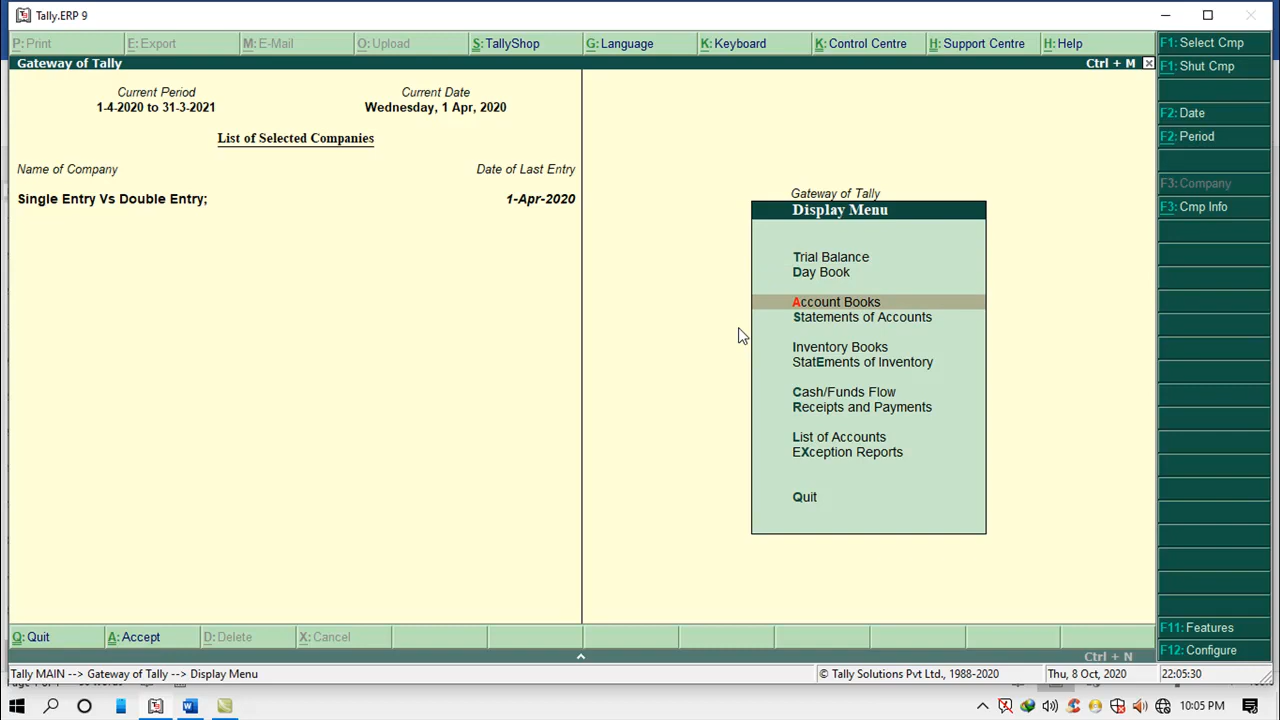 Tally.ERP 9
P: Print E: Export M: E-Mail O: Upload S: TallyShop G: Language K: Keyboard K: Control Centre H: Support Centre H: Help
F1: Select Cmp
F1: Shut Cmp
F2: Date
F2: Period
F3: Company
F3: Cmp Info
F11: Features
F12: Configure
Gateway of Tally Ctrl + M
Current Period
1-4-2020 to 31-3-2021
Current Date
Wednesday, 1 Apr, 2020
List of Selected Companies
Name of Company Date of Last Entry
Single Entry Vs Double Entry; 1-Apr-2020
Gateway of Tally
Display Menu
Trial Balance
Day Book
Account Books
Statements of Accounts
Inventory Books
StatEments of Inventory
Cash/Funds Flow
Receipts and Payments
List of Accounts
EXception Reports
Quit
Q: Quit A: Accept D: Delete X: Cancel
Ctrl + N
Tally MAIN --> Gateway of Tally --> Display Menu © Tally Solutions Pvt Ltd., 1988-2020 Thu, 8 Oct, 2020 22:05:30
10:05 PM